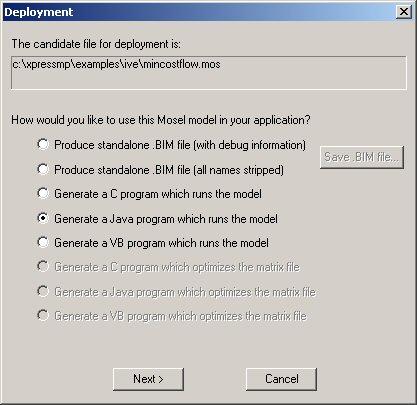 Deployment
The candidate file for deployment is:
c:\xpressmp\examples\ive\mincostflow.mos
How would you like to use this Mosel model in your application?
Produce standalone .BIM file (with debug information)
Save .BIM file...
Produce standalone .BIM file (all names stripped)
Generate a C program which runs the model
Generate a Java program which runs the model
Generate a VB program which runs the model
Generate a C program which optimizes the matrix file
Generate a Java program which optimizes the matrix file
Generate a VB program which optimizes the matrix file
Next >
Cancel